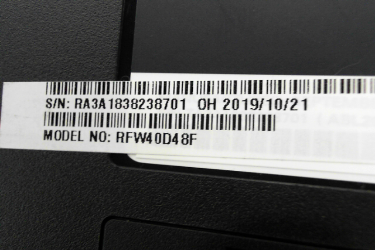 S/N: RA3A1838238701 OH 2019/10/21
MODEL NO: RFW40D48F